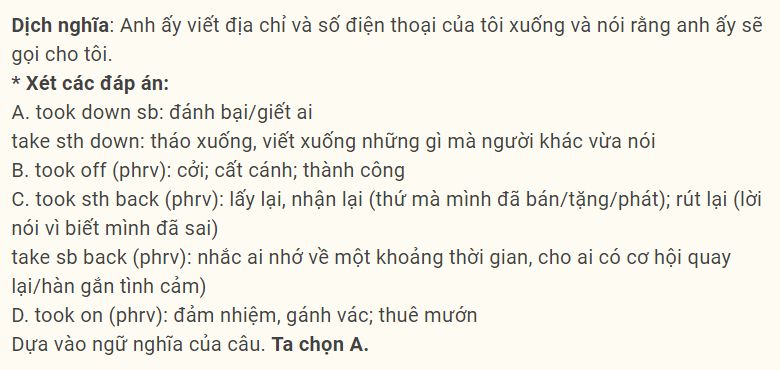 Dịch nghĩa: Anh ấy viết địa chỉ và số điện thoại của tôi xuống và nói rằng anh ấy sẽ
gọi cho tôi.
* Xét các đáp án:
A. took down sb: đánh bại/giết ai
take sth down: tháo xuống, viết xuống những gì mà người khác vừa nói
B. took off (phrv): cởi; cất cánh; thành công
C. took sth back (phrv): lấy lại, nhận lại (thứ mà mình đã bán/tặng/phát); rút lại (lời
nói vì biết mình đã sai)
take sb back (phrv): nhắc ai nhớ về một khoảng thời gian, cho ai có cơ hội quay
lại/hàn gắn tình cảm)
D. took on (phrv): đảm nhiệm, gánh vác; thuê mướn
Dựa vào ngữ nghĩa của câu. Ta chọn A.